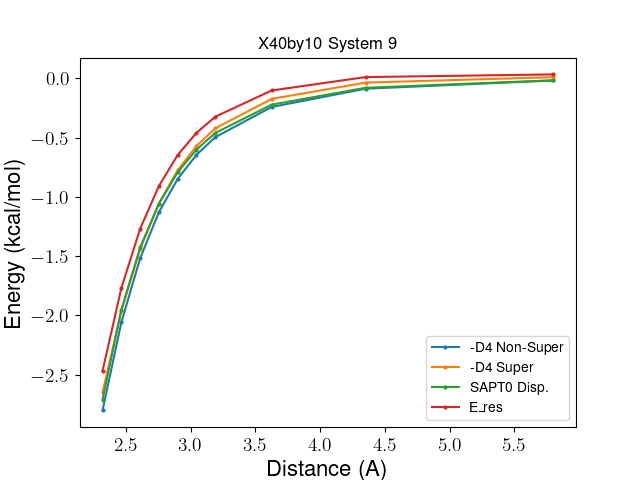 X40by10 System 9
Energy (kcal/mol)
0.0
−0.5
−1.0
−1.5
−2.0
−2.5
-D4 Non-Super
-D4 Super
SAPT0 Disp.
E_res
2.5 3.0 3.5 4.0 4.5 5.0 5.5
Distance (A)